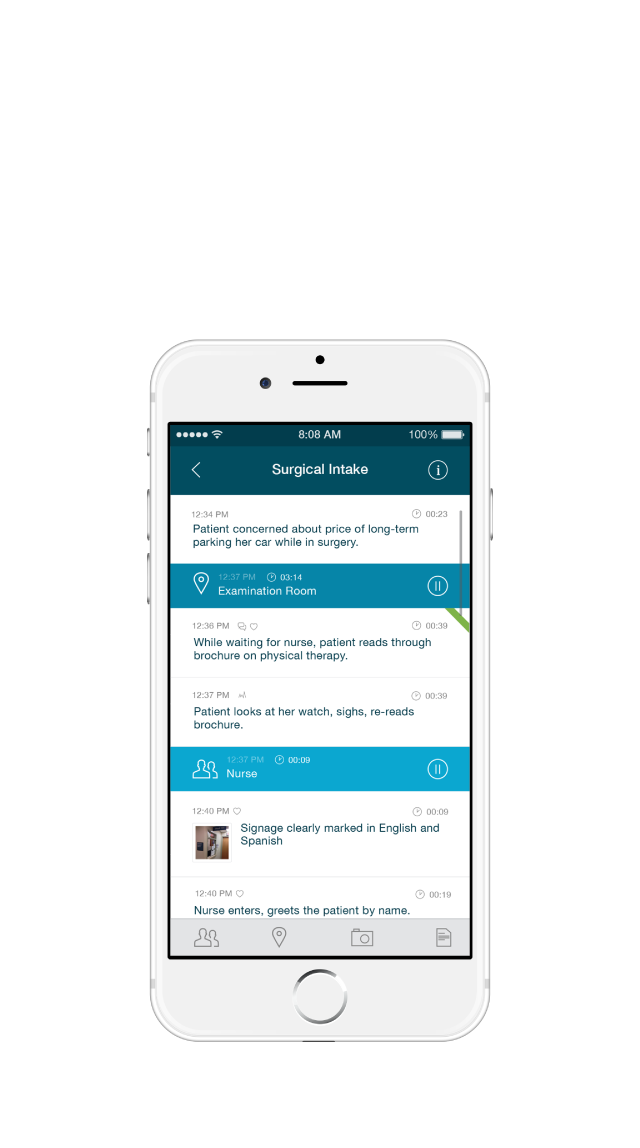 8:08 AM
100%
Surgical Intake
12:34 PM 00:23
Patient concerned about price of long-term
parking her car while in surgery.
12:37 PM 03:14
Examination Room
12:36 PM 00:39
While waiting for nurse, patient reads through
brochure on physical therapy.
12:37 PM 00:39
Patient looks at her watch, sighs, re-reads
brochure.
12:37 PM 00:09
Nurse
12:40 PM 00:09
Signage clearly marked in English and
Spanish
12:40 PM 00:19
Nurse enters, greets the patient by name.